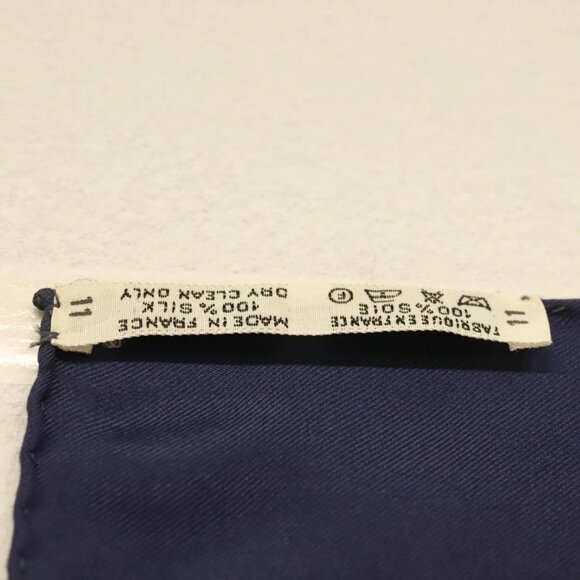 11
FABRIQUE EN FRANCE
100% SOIE
MADE IN FRANCE
100% SILK
DRY CLEAN ONLY
11